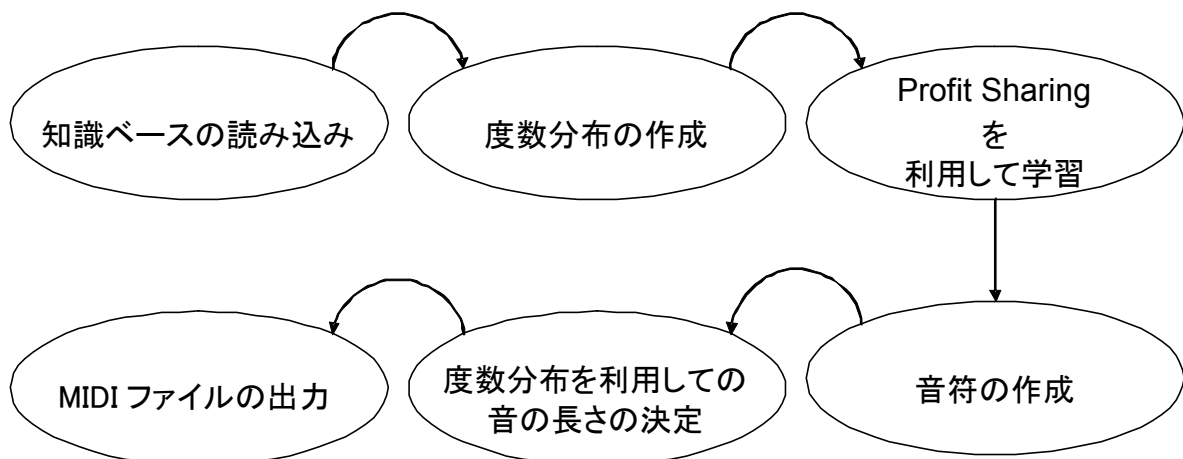 知識ベースの読み込み
度数分布の作成
Profit Sharing
を
利用して学習
音符の作成
度数分布を利用しての
音の長さの決定
MIDI ファイルの出力